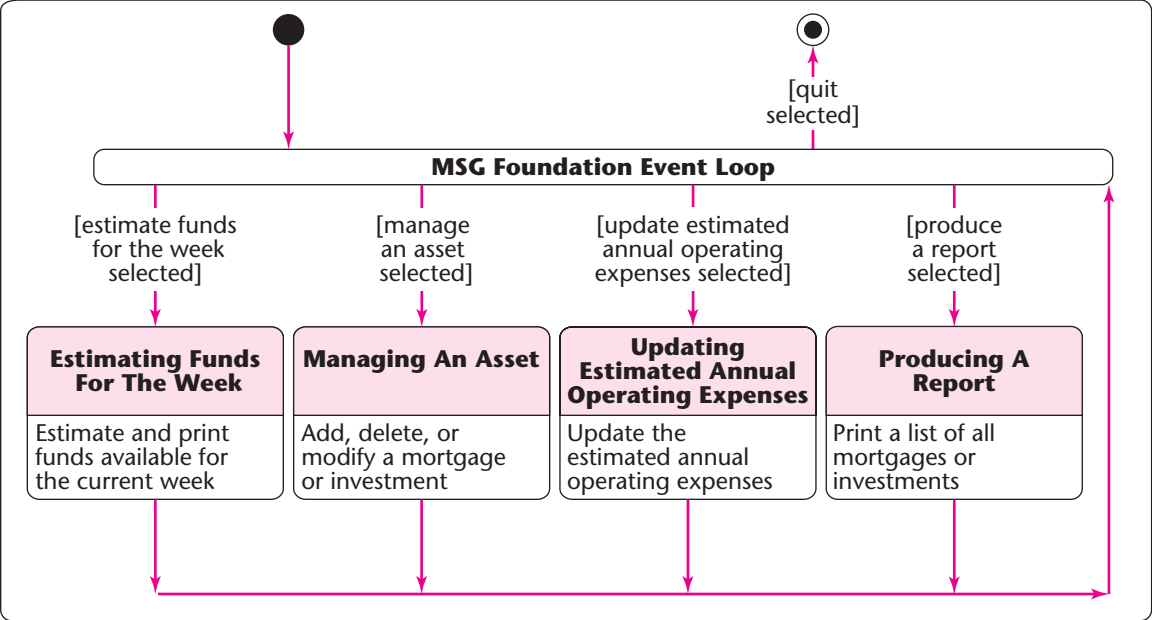 [quit
selected]
MSG Foundation Event Loop
[estimate funds
for the week
selected]
[manage
an asset
selected]
[update estimated
annual operating
expenses selected]
[produce
a report
selected]
Estimating Funds
For The Week
Estimate and print
funds available for
the current week
Managing An Asset
Add, delete, or
modify a mortgage
or investment
Updating
Estimated Annual
Operating Expenses
Update the
estimated annual
operating expenses
Producing A
Report
Print a list of all
mortgages or
investments